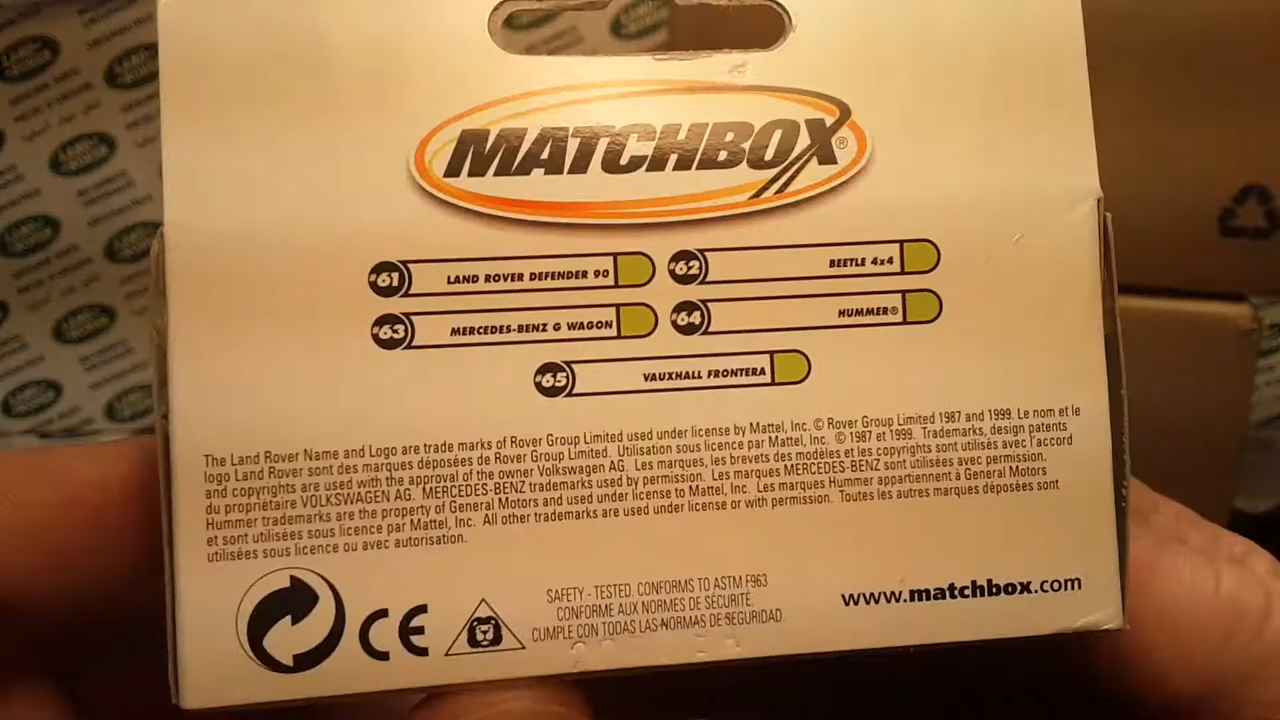 MATCHBOX®
#61 LAND ROVER DEFENDER 90
#62 BEETLE 4x4
#63 MERCEDES-BENZ G WAGON
#64 HUMMER®
#65 VAUXHALL FRONTERA
The Land Rover Name and Logo are trade marks of Rover Group Limited used under license by Mattel, Inc. © Rover Group Limited 1987 and 1999. Le nom et le
logo Land Rover sont des marques déposées de Rover Group Limited. Utilisation sous licence par Mattel, Inc. © 1987 et 1999. Trademarks, design patents
and copyrights are used with the approval of the owner Volkswagen AG. Les marques, les brevets des modèles et les copyrights sont utilisés avec l'accord
du propriétaire VOLKSWAGEN AG. MERCEDES-BENZ trademarks used by permission. Les marques MERCEDES-BENZ sont utilisées avec permission.
Hummer trademarks are the property of General Motors and used under license to Mattel, Inc. Les marques Hummer appartiennent à General Motors
et sont utilisées sous licence par Mattel, Inc. All other trademarks are used under license or with permission. Toutes les autres marques déposées sont
utilisées sous licence ou avec autorisation.
CE
SAFETY - TESTED. CONFORMS TO ASTM F963
CONFORME AUX NORMES DE SÉCURITÉ.
CUMPLE CON TODAS LAS NORMAS DE SEGURIDAD.
www.matchbox.com